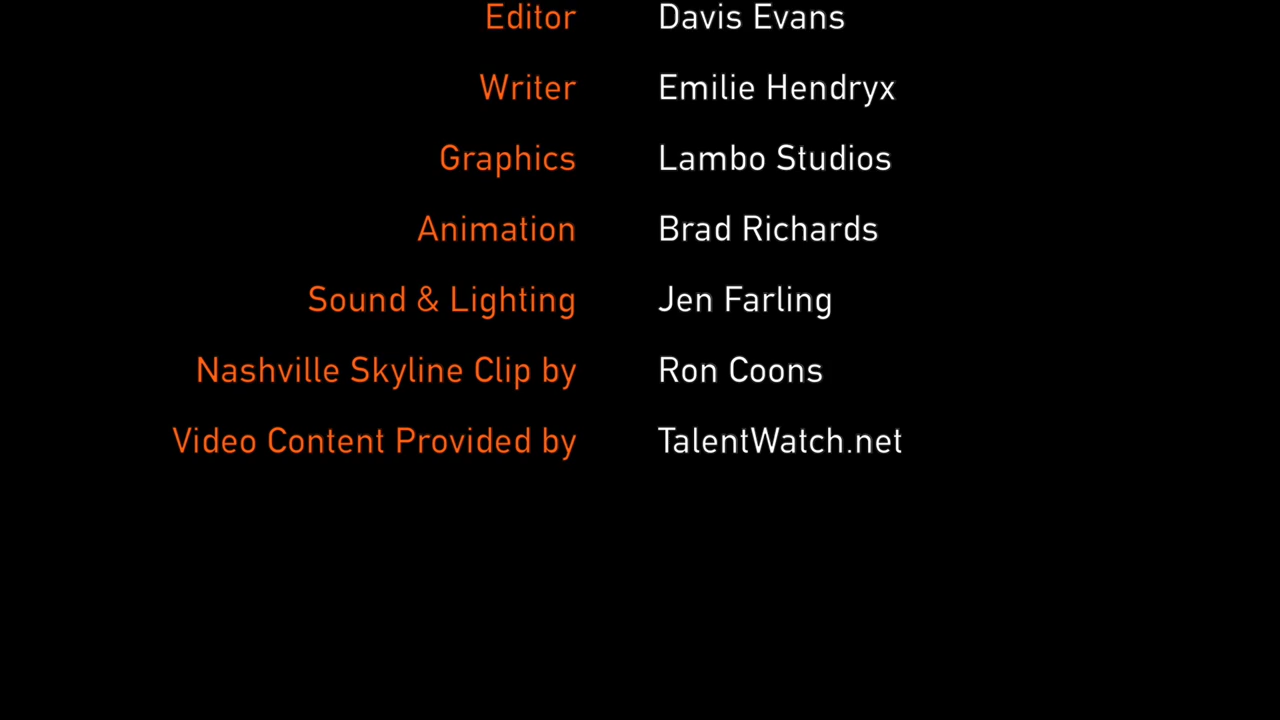 Editor Davis Evans
Writer Emilie Hendryx
Graphics Lambo Studios
Animation Brad Richards
Sound & Lighting Jen Farling
Nashville Skyline Clip by Ron Coons
Video Content Provided by TalentWatch.net